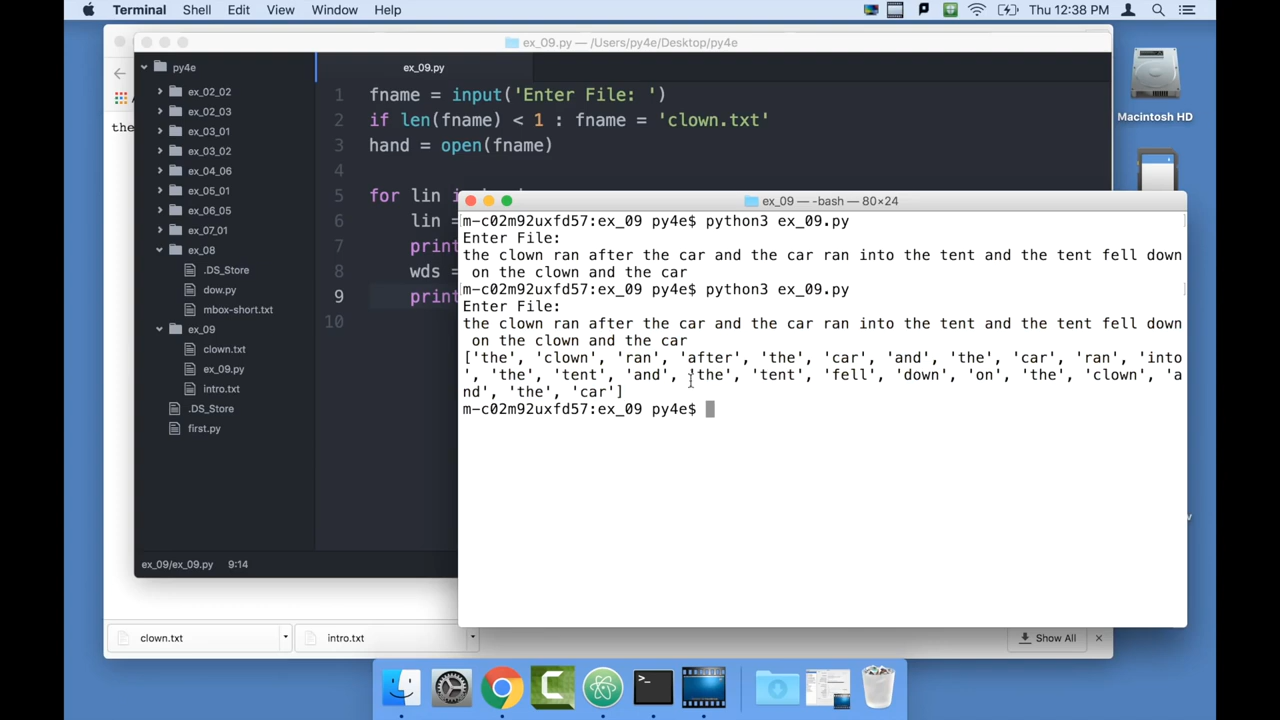 Terminal Shell Edit View Window Help Thu 12:38 PM
ex_09.py — /Users/py4e/Desktop/py4e
py4e
ex_02_02
ex_02_03
ex_03_01
ex_03_02
ex_04_06
ex_05_01
ex_06_05
ex_07_01
ex_08
.DS_Store
dow.py
mbox-short.txt
ex_09
clown.txt
ex_09.py
intro.txt
.DS_Store
first.py
ex_09/ex_09.py 9:14
the
ex_09.py
1 fname = input('Enter File: ')
2 if len(fname) < 1 : fname = 'clown.txt'
3 hand = open(fname)
4
5 for lin
6 lin =
7 print
8 wds =
9 print
10
ex_09 — -bash — 80×24
m-c02m92uxfd57:ex_09 py4e$ python3 ex_09.py
Enter File:
the clown ran after the car and the car ran into the tent and the tent fell down
on the clown and the car
m-c02m92uxfd57:ex_09 py4e$ python3 ex_09.py
Enter File:
the clown ran after the car and the car ran into the tent and the tent fell down
on the clown and the car
['the', 'clown', 'ran', 'after', 'the', 'car', 'and', 'the', 'car', 'ran', 'into
', 'the', 'tent', 'and', 'the', 'tent', 'fell', 'down', 'on', 'the', 'clown', 'a
nd', 'the', 'car']
m-c02m92uxfd57:ex_09 py4e$
Macintosh HD
clown.txt
intro.txt
Show All